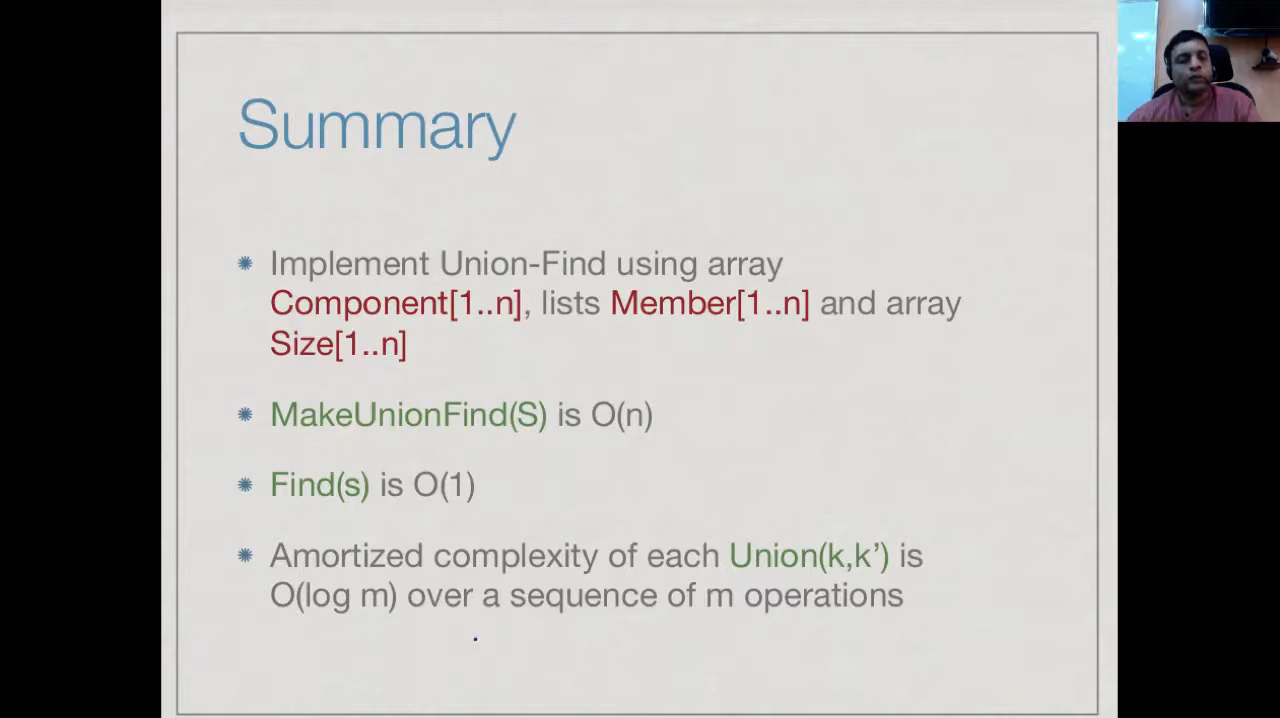 Summary
Implement Union-Find using array
Component[1..n], lists Member[1..n] and array
Size[1..n]
MakeUnionFind(S) is O(n)
Find(s) is O(1)
Amortized complexity of each Union(k,k’) is
O(log m) over a sequence of m operations